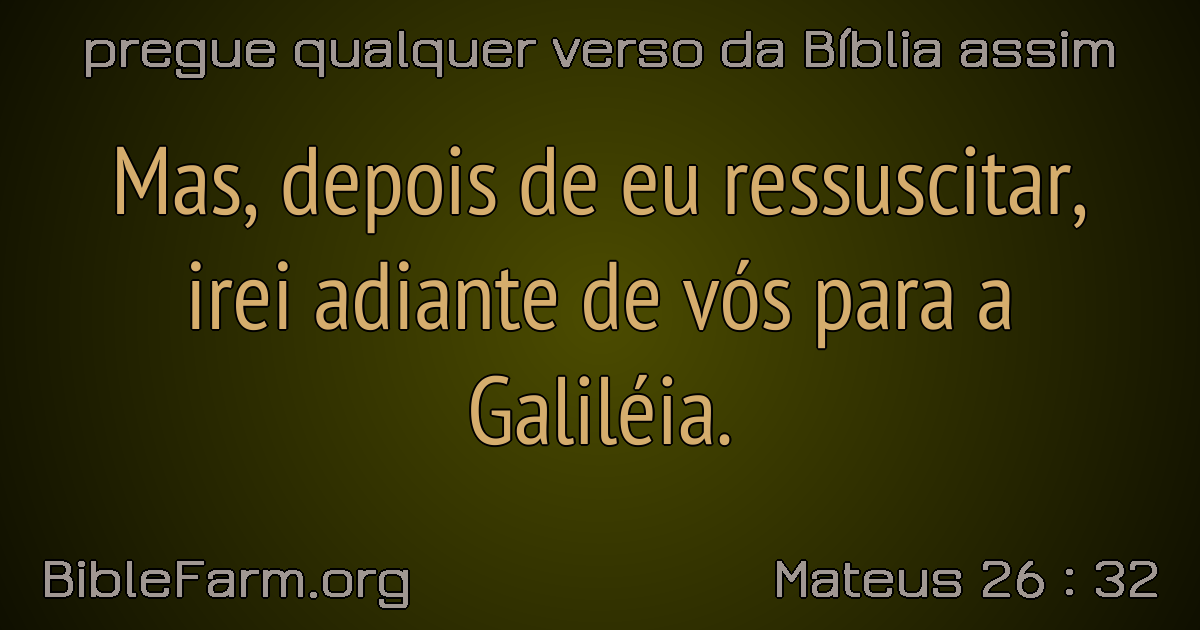 pregue qualquer verso da Bíblia assim
Mas, depois de eu ressuscitar,
irei adiante de vós para a
Galiléia.
BibleFarm.org
Mateus 26 : 32